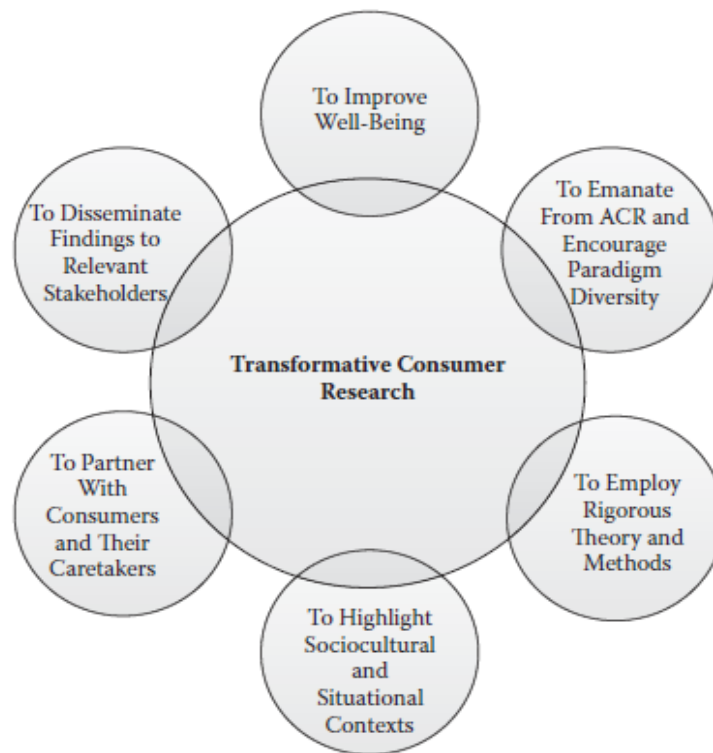 To Improve
Well-Being
To Emanate
From ACR and
Encourage
Paradigm
Diversity
To Employ
Rigorous
Theory and
Methods
To Highlight
Sociocultural
and
Situational
Contexts
To Partner
With
Consumers
and Their
Caretakers
To Disseminate
Findings to
Relevant
Stakeholders
Transformative Consumer
Research